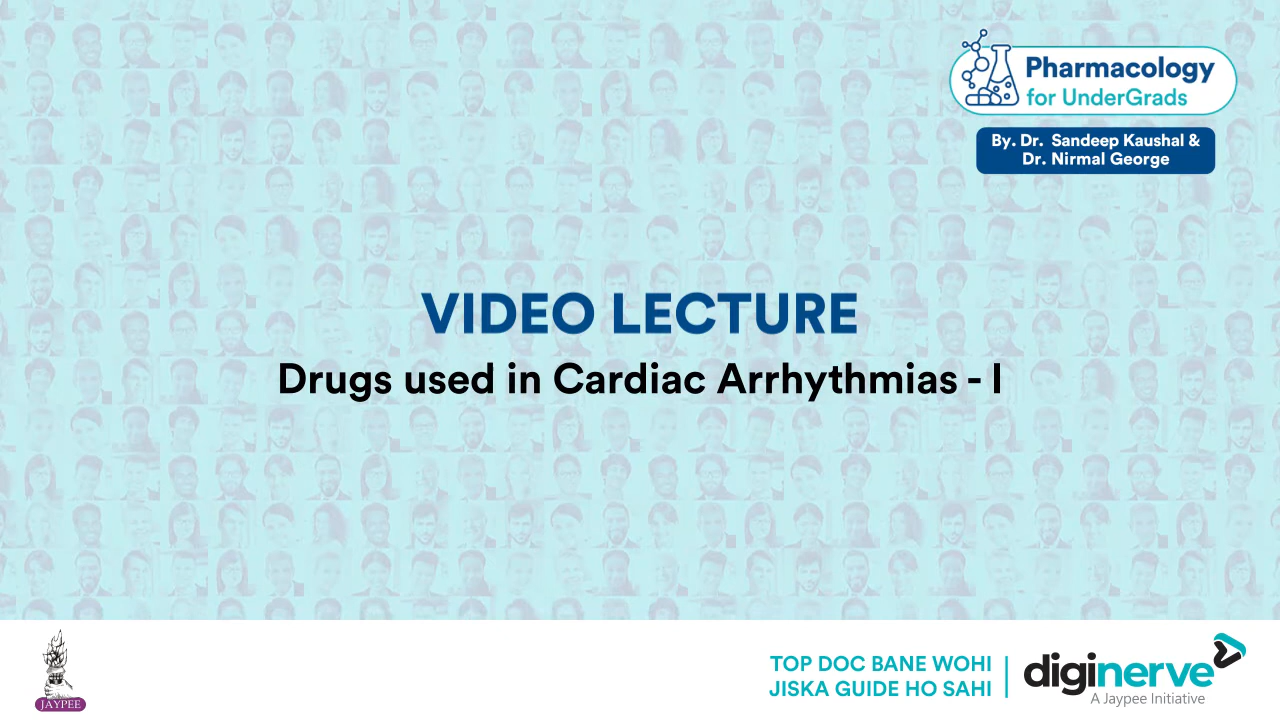 Pharmacology
for UnderGrads
By. Dr. Sandeep Kaushal &
Dr. Nirmal George
VIDEO LECTURE
Drugs used in Cardiac Arrhythmias - I
JAYPEE
TOP DOC BANE WOHI
JISKA GUIDE HO SAHI
diginerve
A Jaypee Initiative